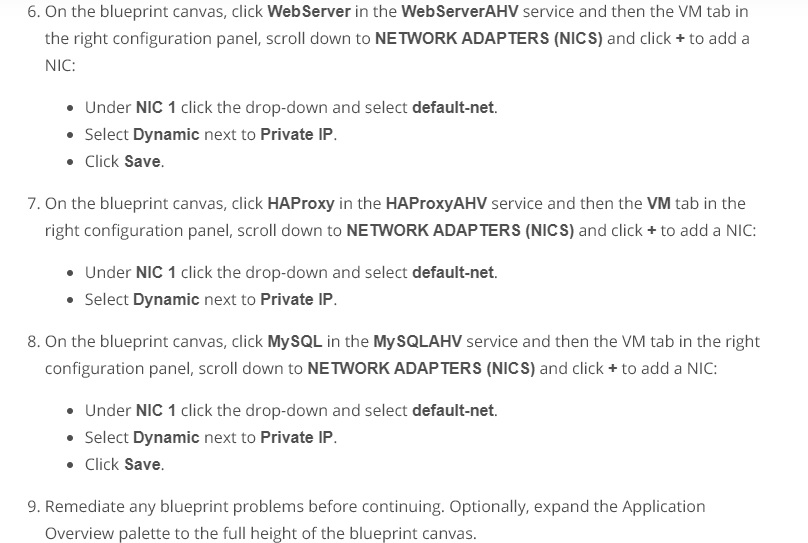 6. On the blueprint canvas, click WebServer in the WebServerAHV service and then the VM tab in
the right configuration panel, scroll down to NETWORK ADAPTERS (NICS) and click + to add a
NIC:
• Under NIC 1 click the drop-down and select default-net.
• Select Dynamic next to Private IP.
• Click Save.
7. On the blueprint canvas, click HAProxy in the HAProxyAHV service and then the VM tab in the
right configuration panel, scroll down to NETWORK ADAPTERS (NICS) and click + to add a NIC:
• Under NIC 1 click the drop-down and select default-net.
• Select Dynamic next to Private IP.
8. On the blueprint canvas, click MySQL in the MySQLAHV service and then the VM tab in the right
configuration panel, scroll down to NETWORK ADAPTERS (NICS) and click + to add a NIC:
• Under NIC 1 click the drop-down and select default-net.
• Select Dynamic next to Private IP.
• Click Save.
9. Remediate any blueprint problems before continuing. Optionally, expand the Application
Overview palette to the full height of the blueprint canvas.